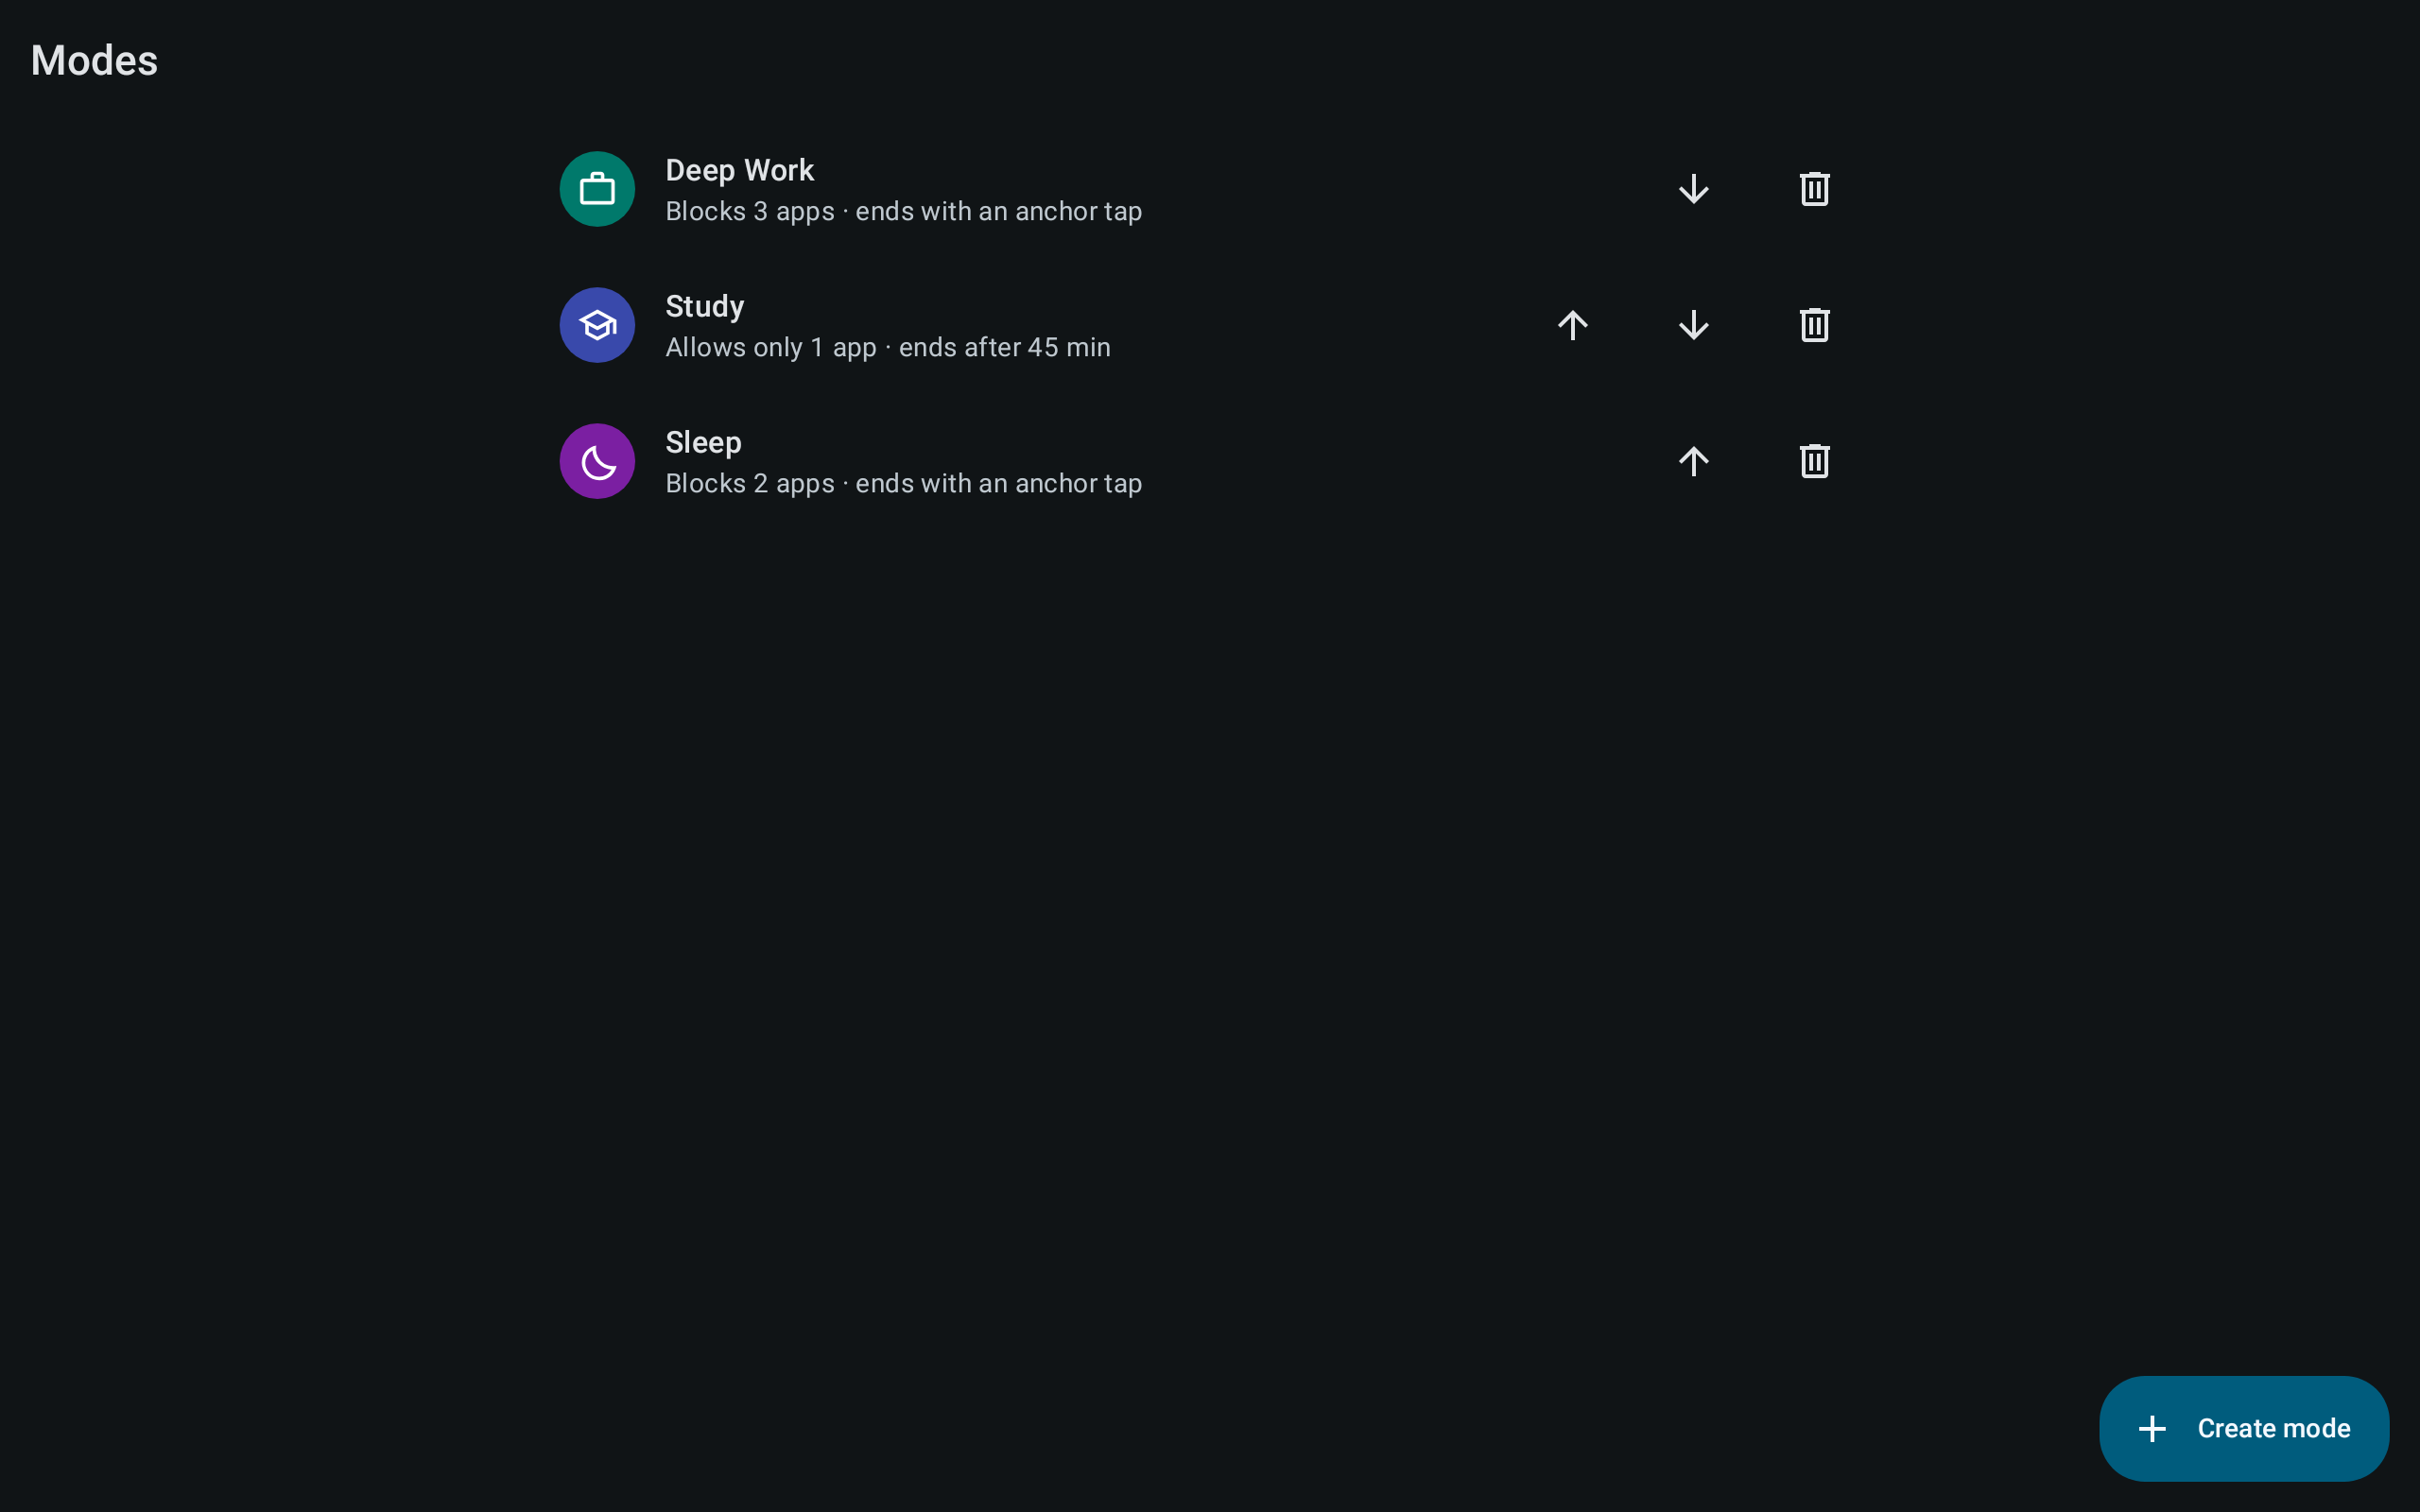 Modes
Deep Work
Blocks 3 apps · ends with an anchor tap
Study
Allows only 1 app · ends after 45 min
Sleep
Blocks 2 apps · ends with an anchor tap
Create mode